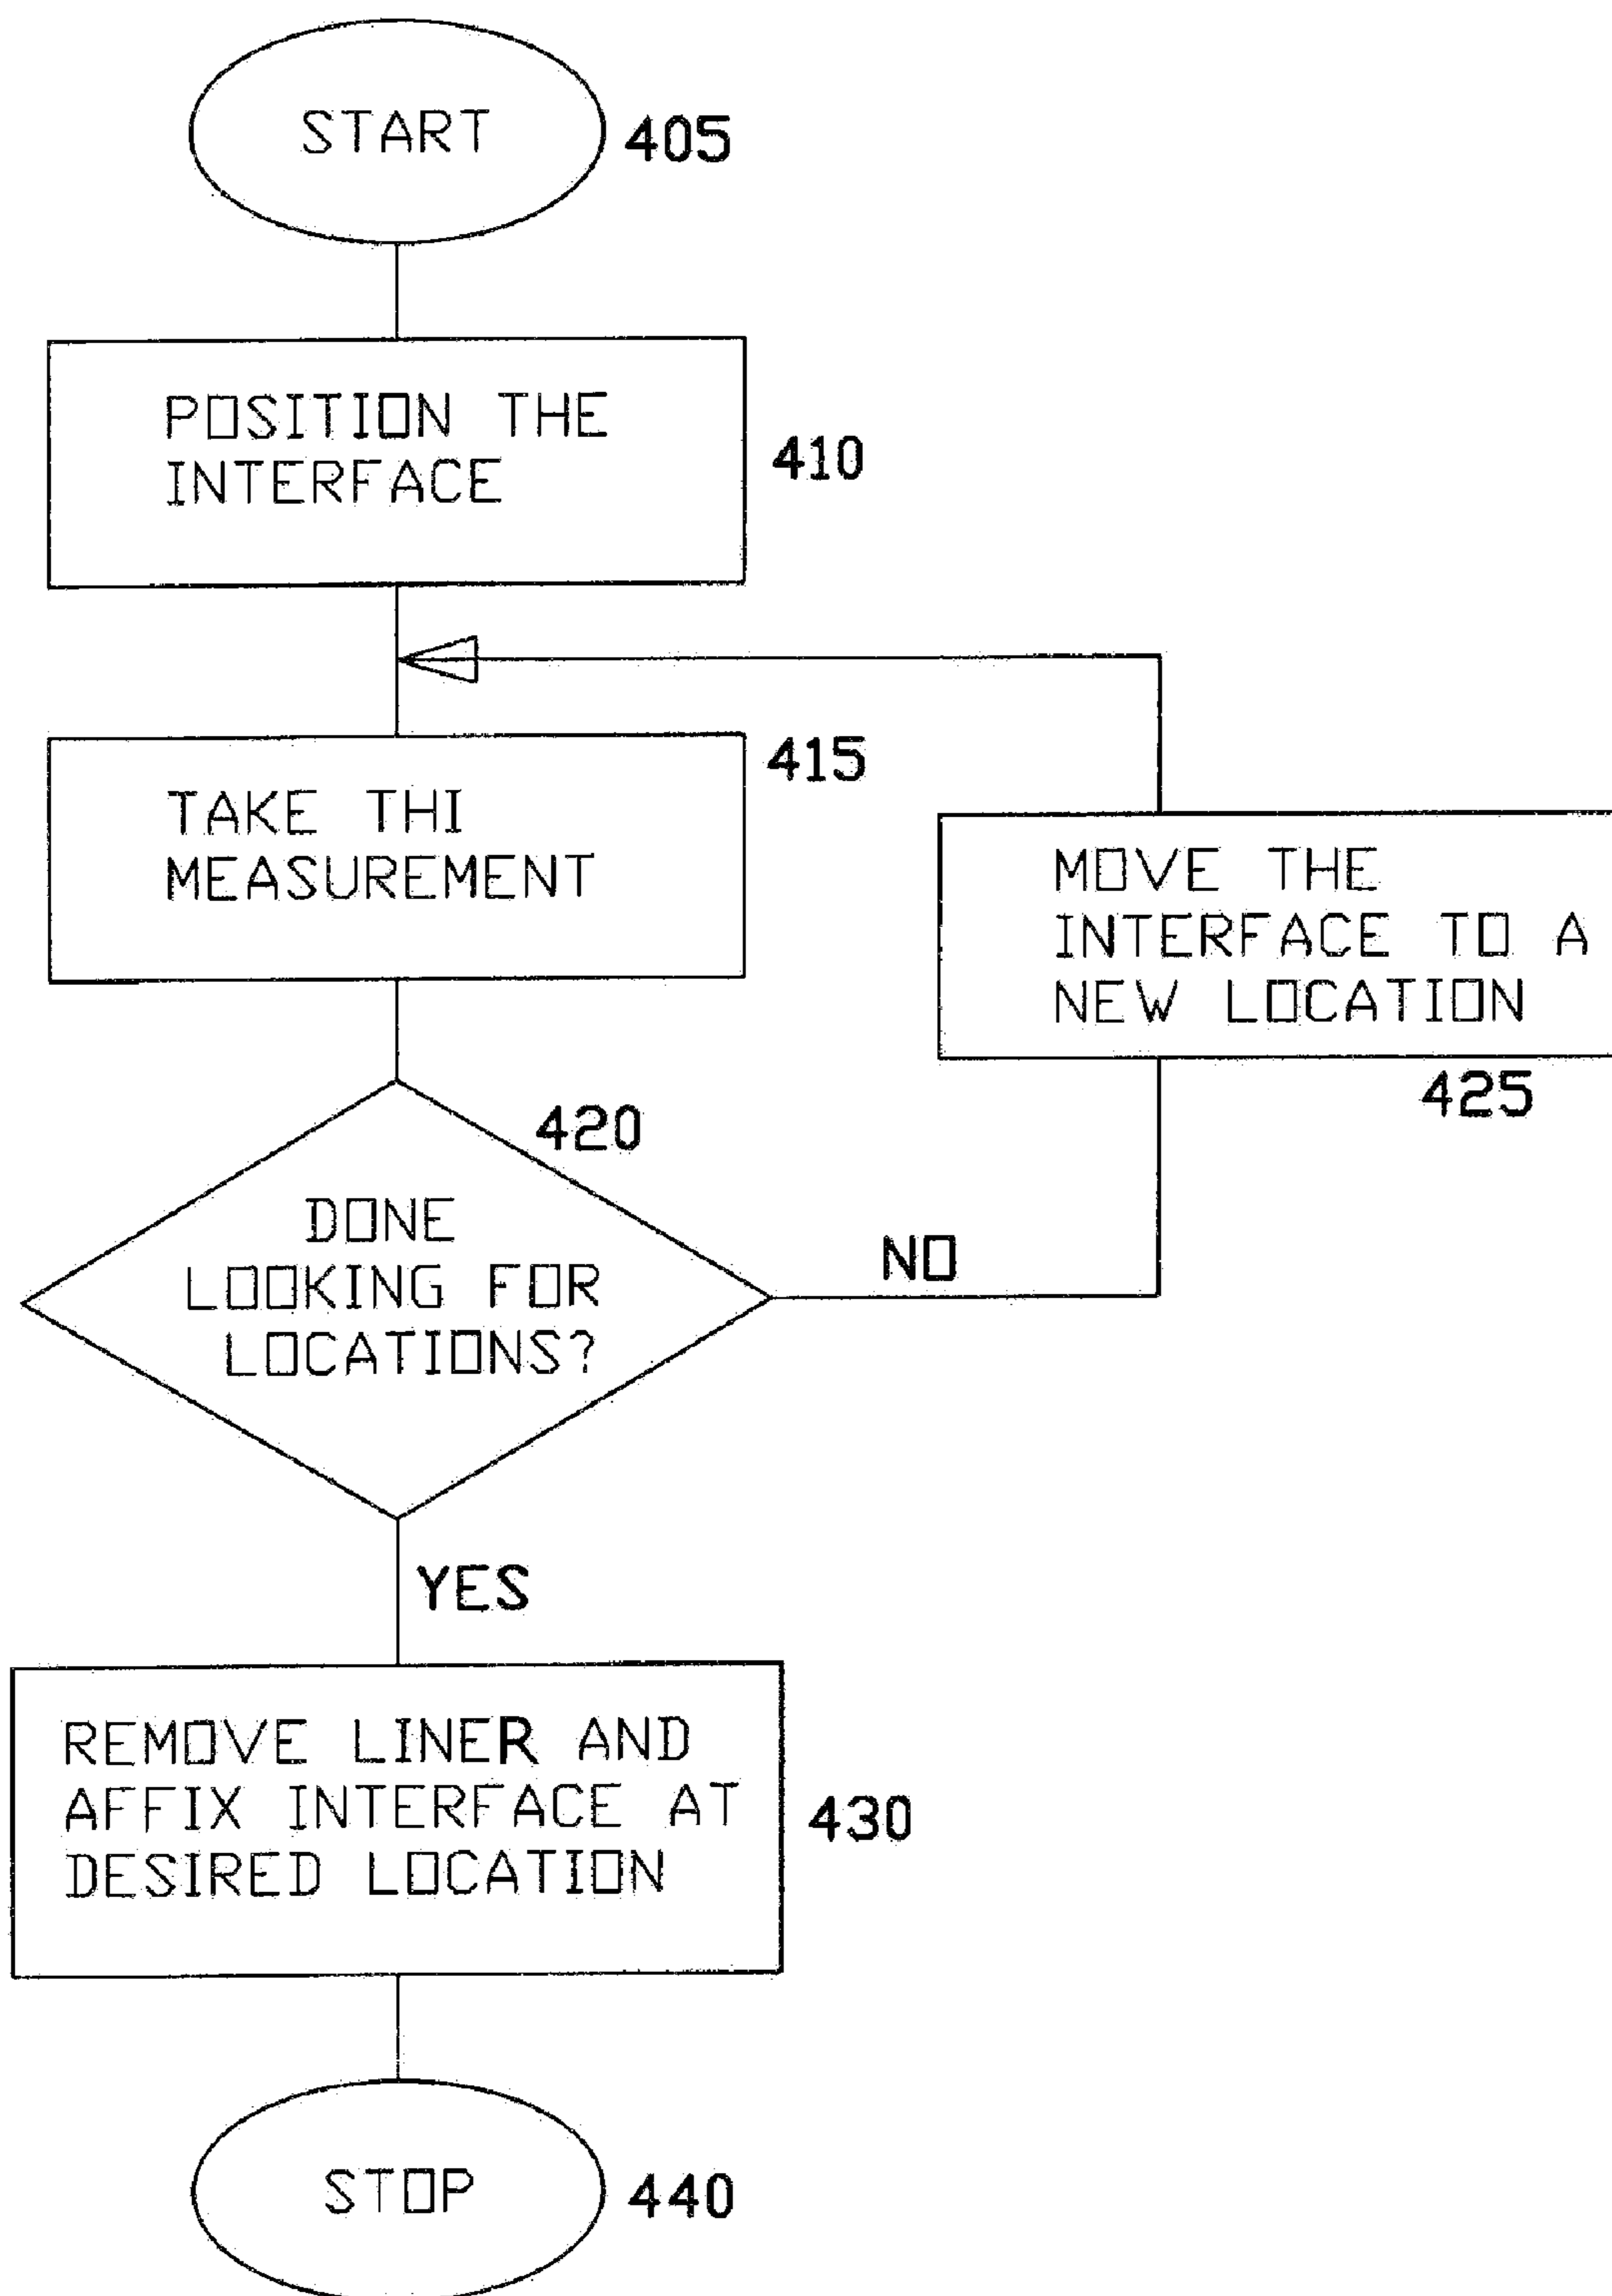 START
405
POSITION THE
INTERFACE
410
TAKE THI
MEASUREMENT
415
MOVE THE
INTERFACE TO A
NEW LOCATION
425
420
DONE
LOOKING FOR
LOCATIONS?
NO
YES
REMOVE LINER AND
AFFIX INTERFACE AT
DESIRED LOCATION
430
STOP
440